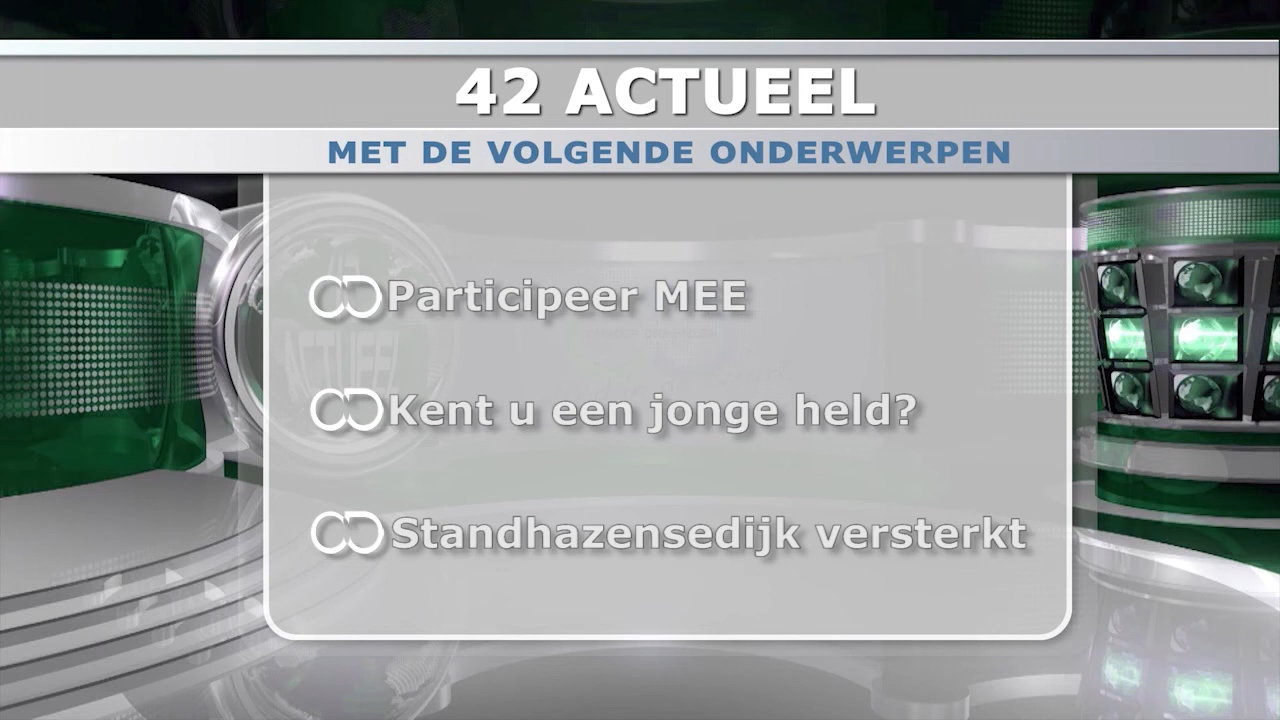 42 ACTUEEL
MET DE VOLGENDE ONDERWERPEN
Participeer MEE
Kent u een jonge held?
Standhazensedijk versterkt